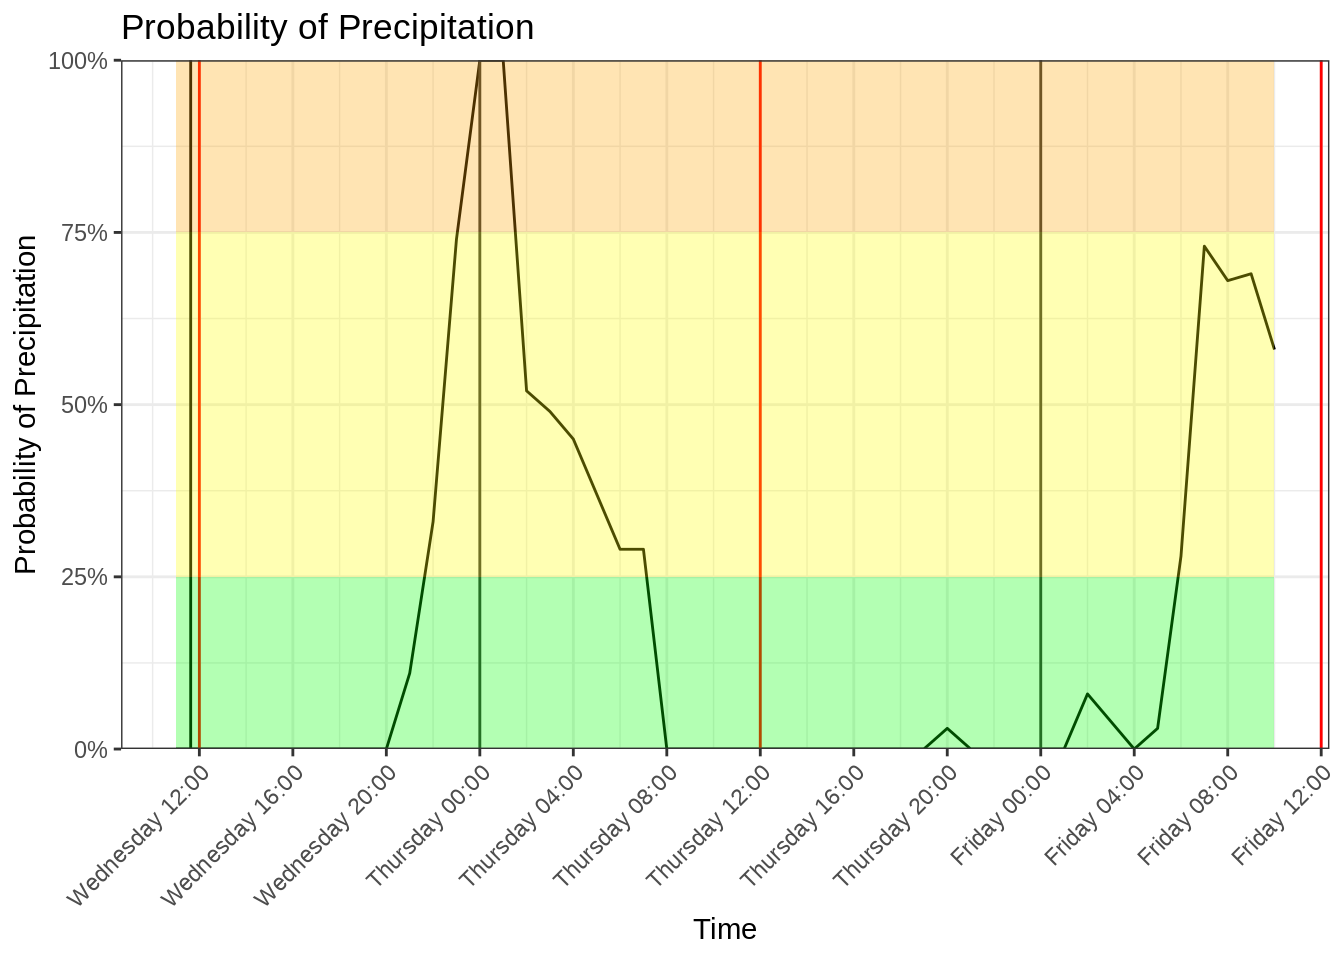 Probability of Precipitation
Probability of Precipitation
100%
75%
50%
25%
0%
Wednesday 12:00
Wednesday 16:00
Wednesday 20:00
Thursday 00:00
Thursday 04:00
Thursday 08:00
Thursday 12:00
Thursday 16:00
Thursday 20:00
Friday 00:00
Friday 04:00
Friday 08:00
Friday 12:00
Time